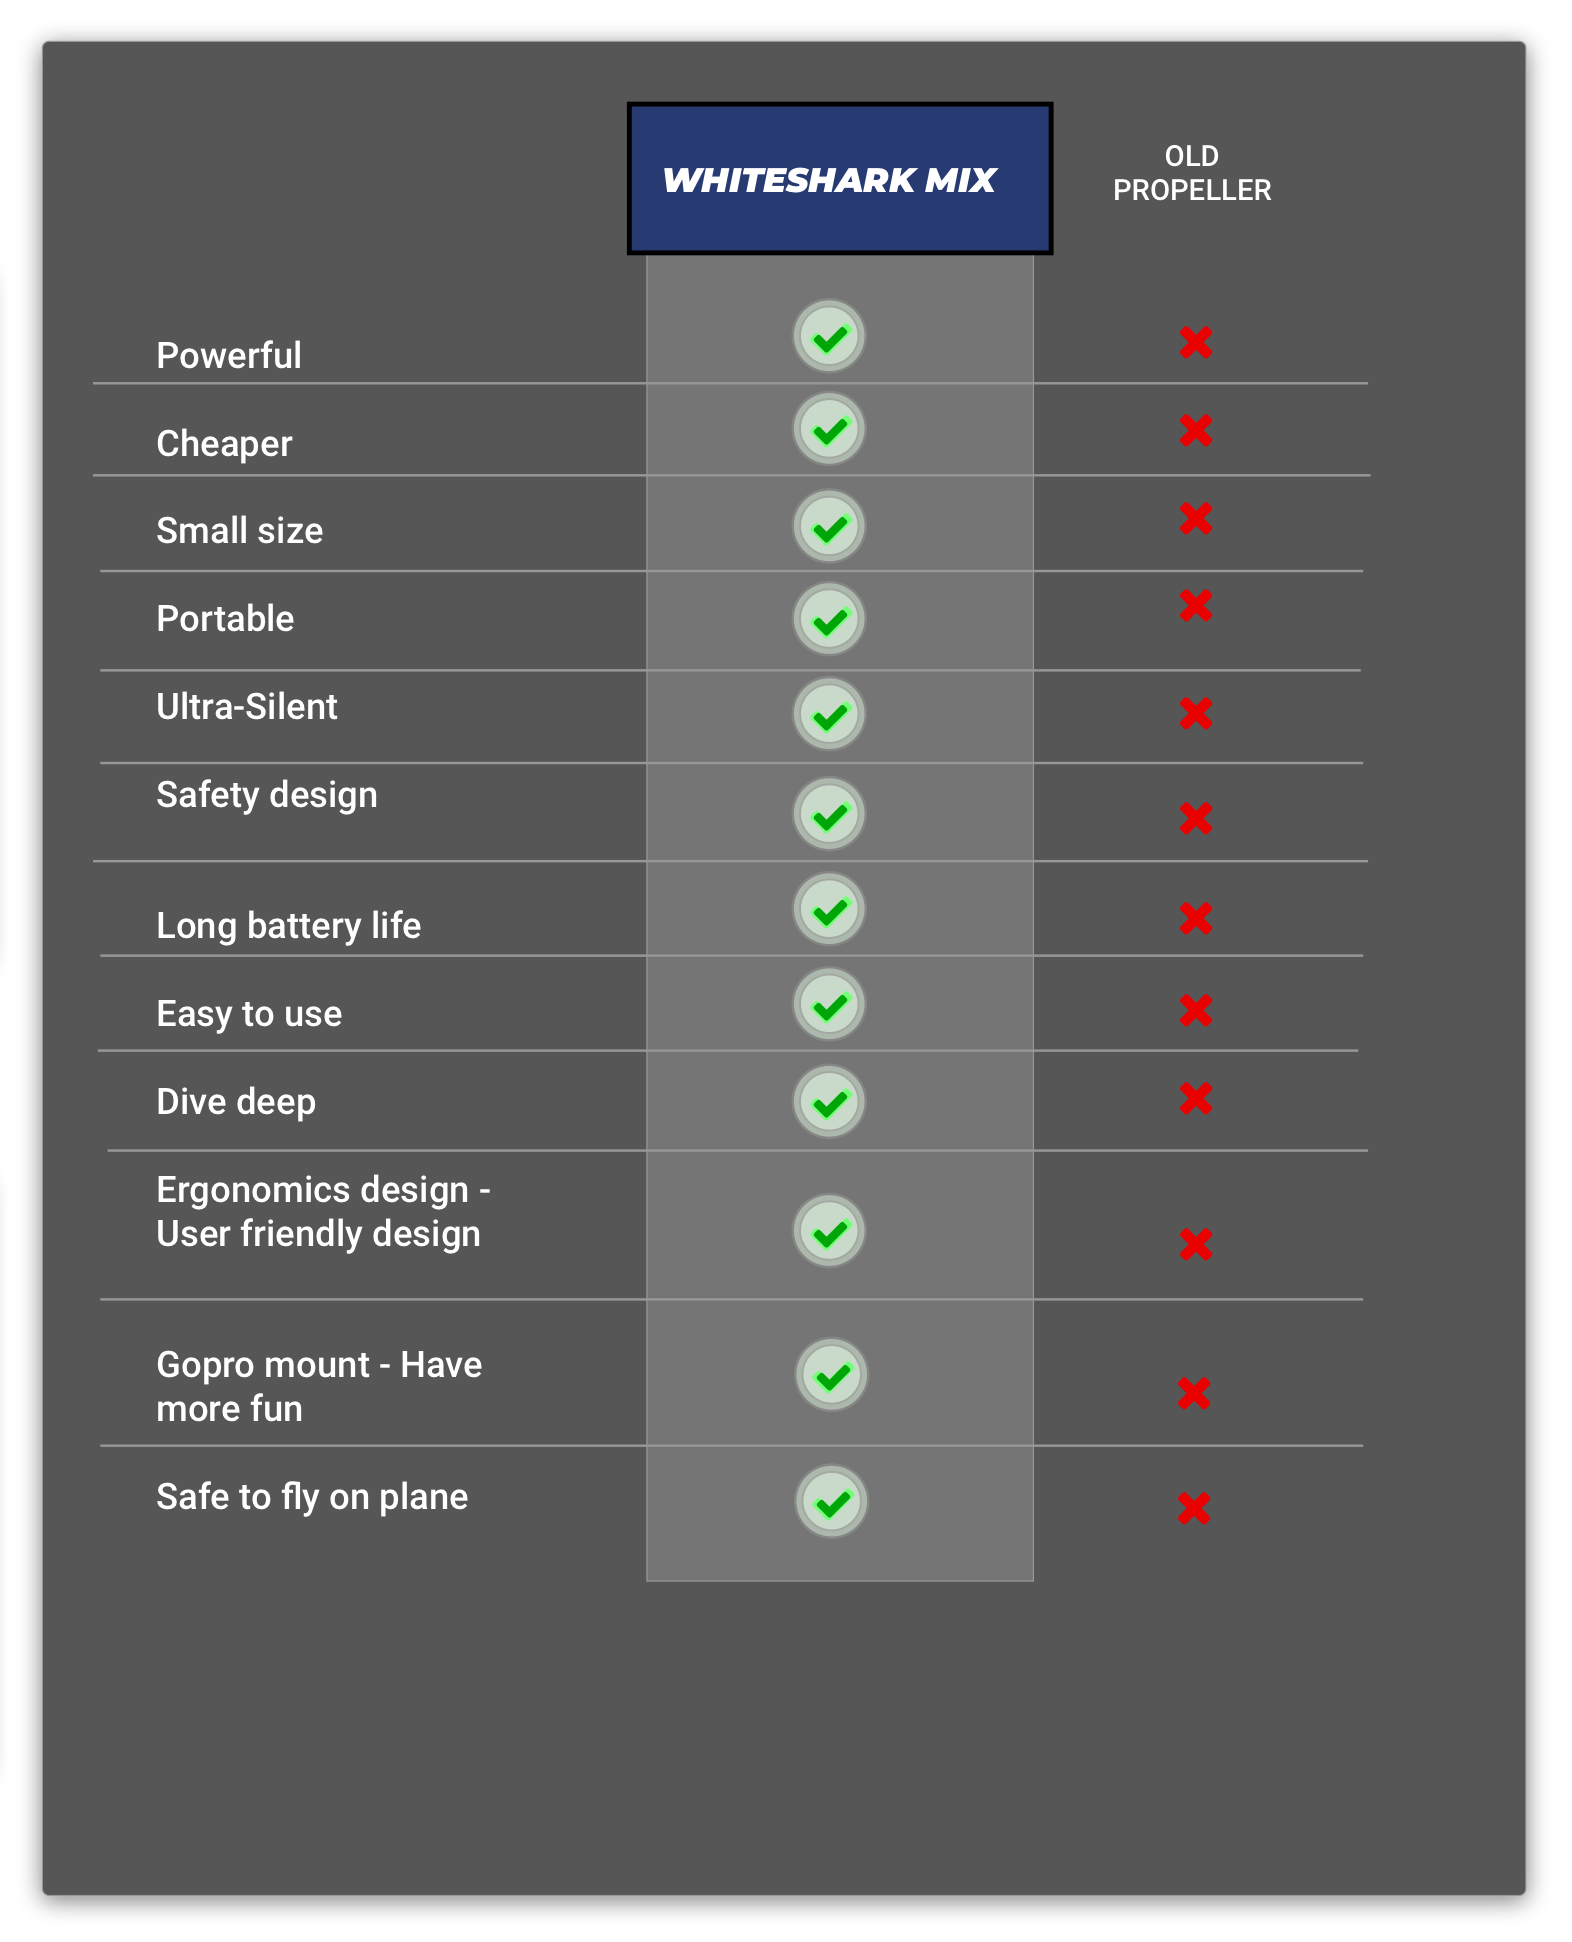 WHITESHARK MIX
OLD
PROPELLER
Powerful
Cheaper
Small size
Portable
Ultra-Silent
Safety design
Long battery life
Easy to use
Dive deep
Ergonomics design -
User friendly design
Gopro mount - Have
more fun
Safe to fly on plane